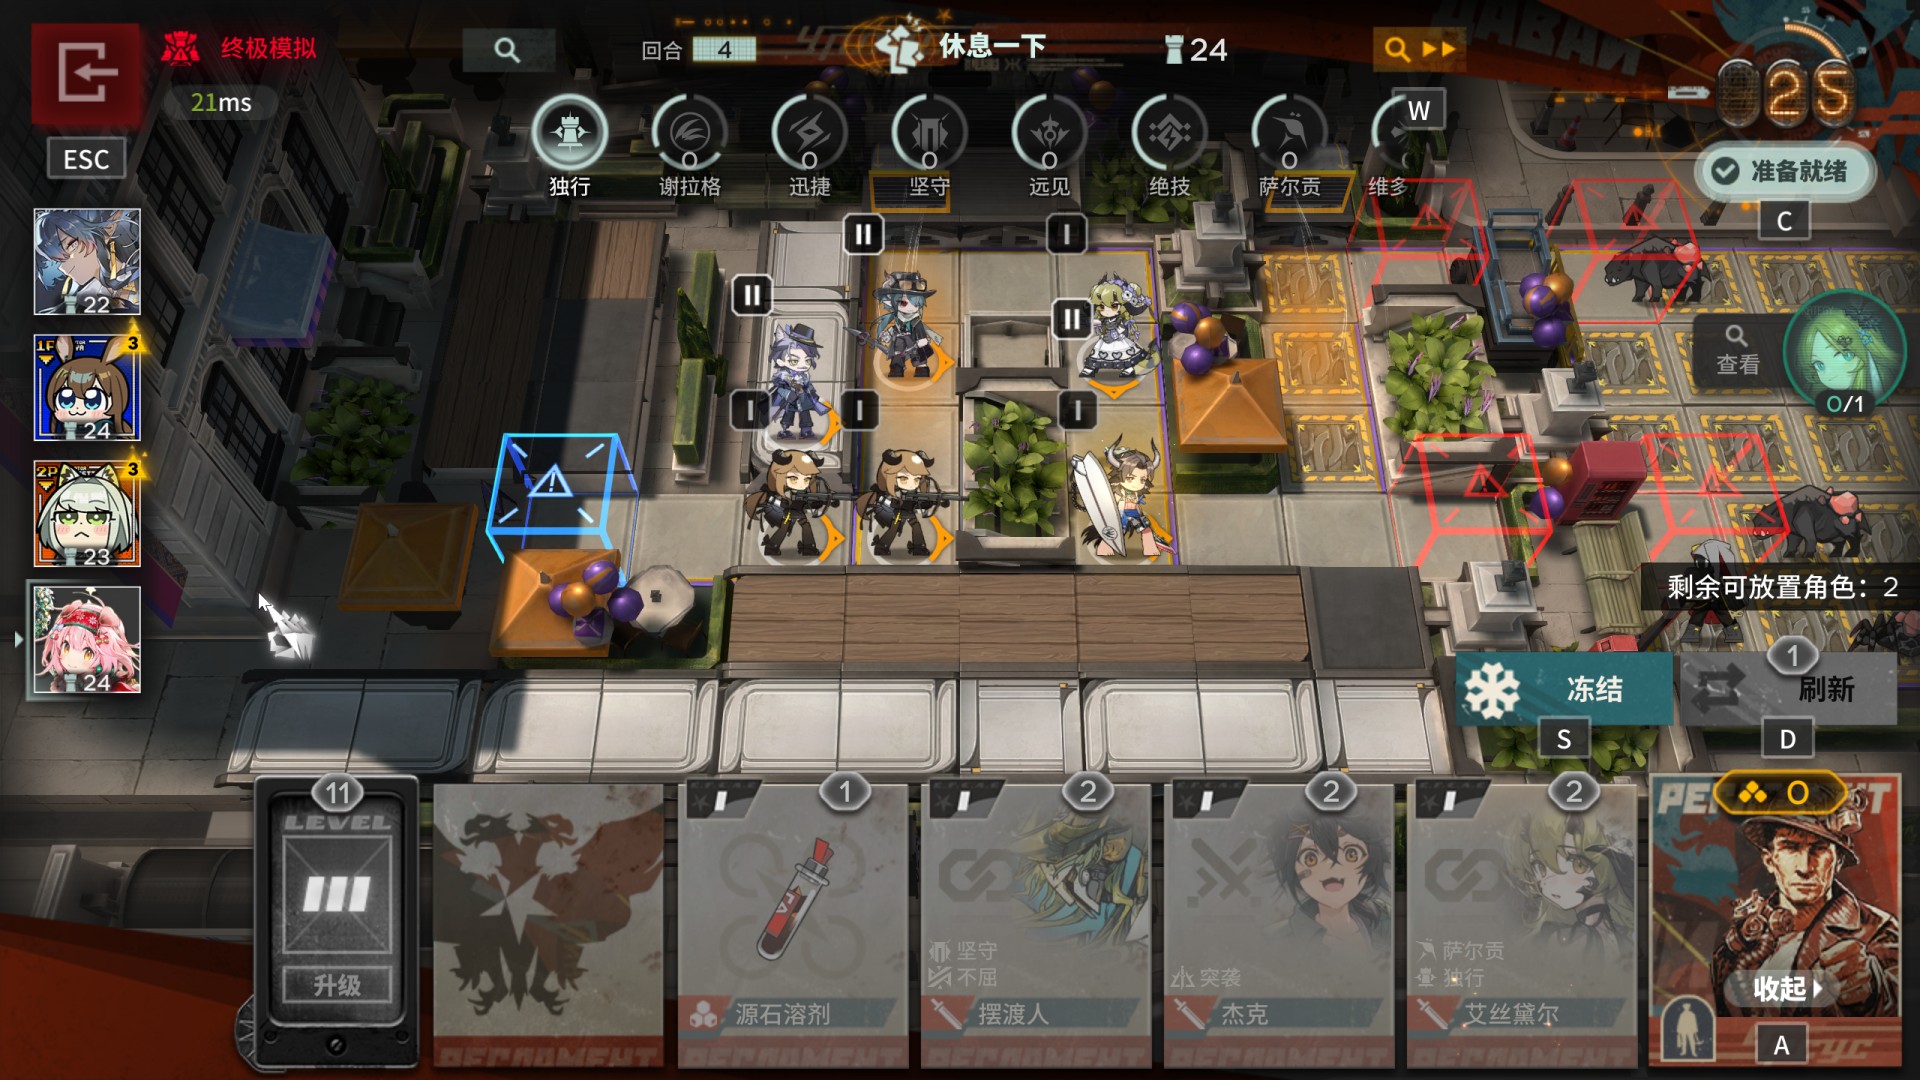 终极模拟
21ms
ESC
回合 4
休息一下
24
W
25
准备就绪
C
独行
谢拉格
迅捷
坚守
远见
绝技
萨尔贡
维多
0
0
0
0
0
22
1P
3
24
2P
3
23
24
查看
0/1
剩余可放置角色：2
冻结
S
1
刷新
D
11
LEVEL
升级
1
源石溶剂
2
坚守
不屈
摆渡人
2
突袭
杰克
2
萨尔贡
独行
艾丝黛尔
0
收起
A